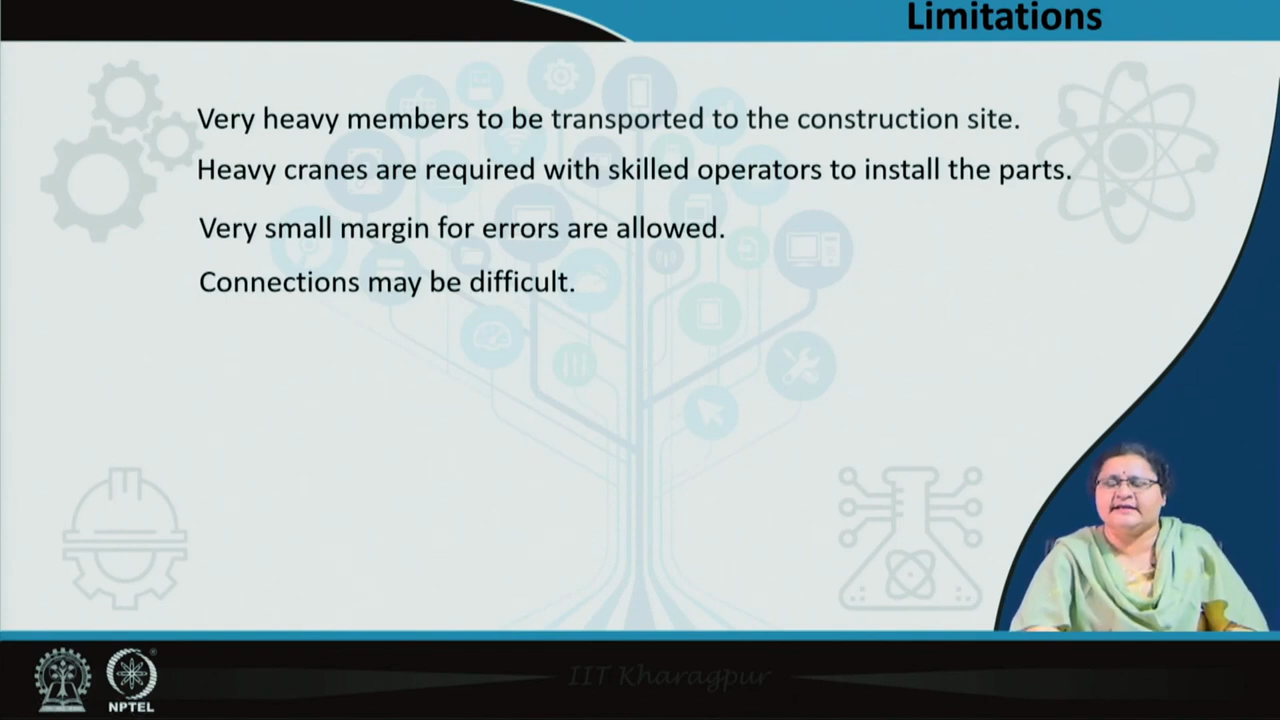 Limitations
Very heavy members to be transported to the construction site.
Heavy cranes are required with skilled operators to install the parts.
Very small margin for errors are allowed.
Connections may be difficult.
IIT Kharagpur
NPTEL